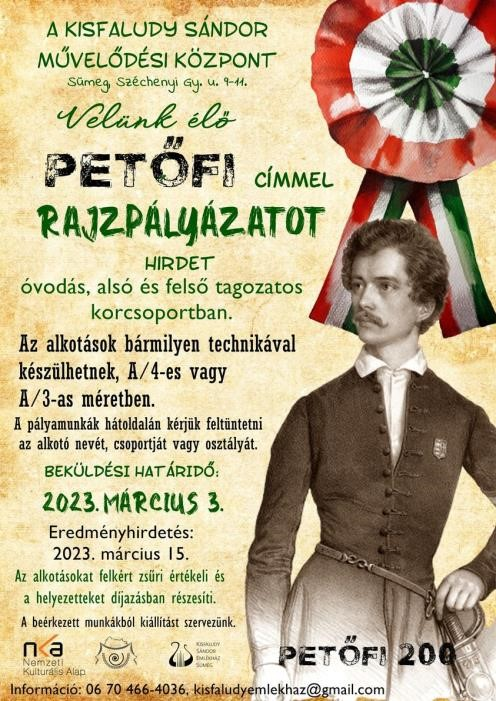 A KISFALUDY SÁNDOR
MŰVELŐDÉSI KÖZPONT
Sümeg, Széchenyi Gy. u. 9-11.
Velünk élő
PETŐFI CÍMMEL
RAJZPÁLYÁZATOT
HIRDET
óvodás, alsó és felső tagozatos
korcsoportban.
Az alkotások bármilyen technikával
készülhetnek, A/4-es vagy
A/3-as méretben.
A pályamunkák hátoldalán kérjük feltüntetni
az alkotó nevét, csoportját vagy osztályát.
BEKÜLDÉSI HATÁRIDŐ:
2023. MÁRCIUS 3.
Eredményhirdetés:
2023. március 15.
Az alkotásokat felkért zsűri értékeli és
a helyezetteket díjazásban részesíti.
A beérkezett munkákból kiállítást szervezünk.
nka
Nemzeti
Kulturális Alap
KISFALUDY
SÁNDOR
EMLÉKHÁZ
SÜMEG
PETŐFI 200
Információ: 06 70 466-4036, kisfaludyemlekhaz@gmail.com